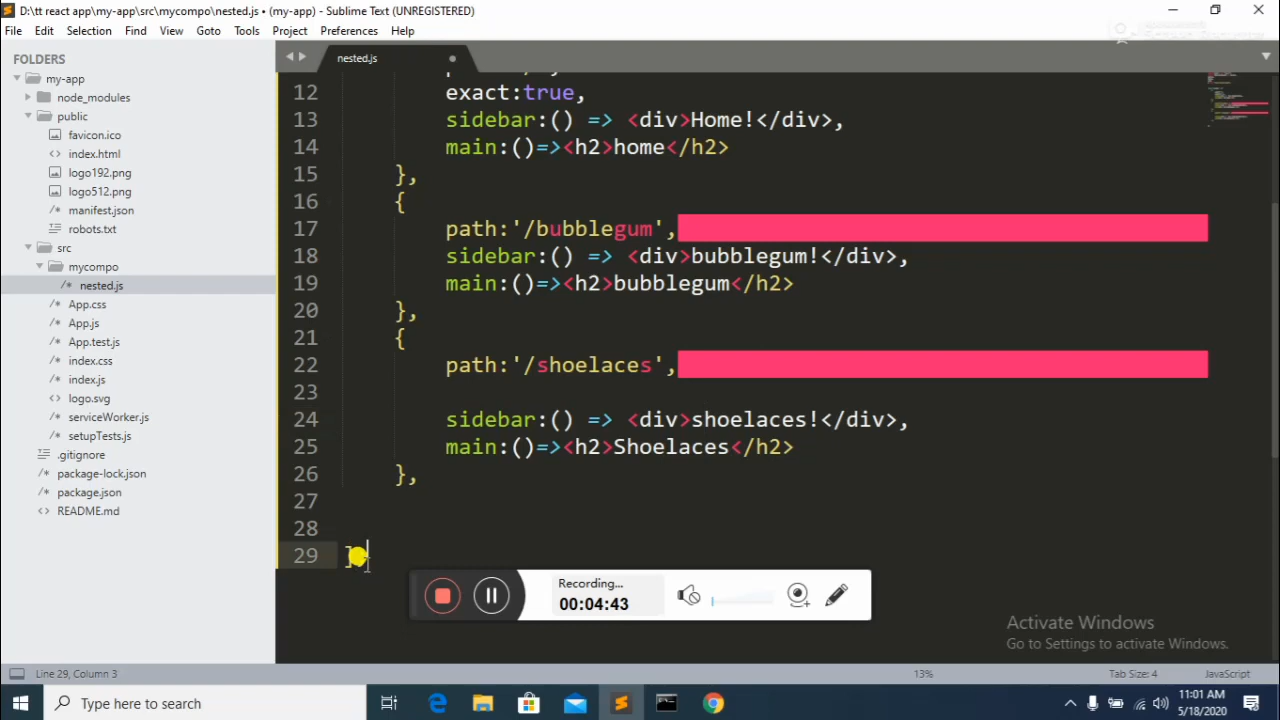 D:\tt react app\my-app\src\mycompo\nested.js • (my-app) - Sublime Text (UNREGISTERED)
File Edit Selection Find View Goto Tools Project Preferences Help
FOLDERS
my-app
node_modules
public
favicon.ico
index.html
logo192.png
logo512.png
manifest.json
robots.txt
src
mycompo
nested.js
App.css
App.js
App.test.js
index.css
index.js
logo.svg
serviceWorker.js
setupTests.js
.gitignore
package-lock.json
package.json
README.md
nested.js
12 exact:true,
13 sidebar:() => <div>Home!</div>,
14 main:()=><h2>home</h2>
15 },
16 {
17 path:'/bubblegum',
18 sidebar:() => <div>bubblegum!</div>,
19 main:()=><h2>bubblegum</h2>
20 },
21 {
22 path:'/shoelaces',
23
24 sidebar:() => <div>shoelaces!</div>,
25 main:()=><h2>Shoelaces</h2>
26 },
27
28
29 ]
Recording...
00:04:43
Activate Windows
Go to Settings to activate Windows.
Line 29, Column 3
13%
Tab Size: 4
JavaScript
Type here to search
11:01 AM
5/18/2020